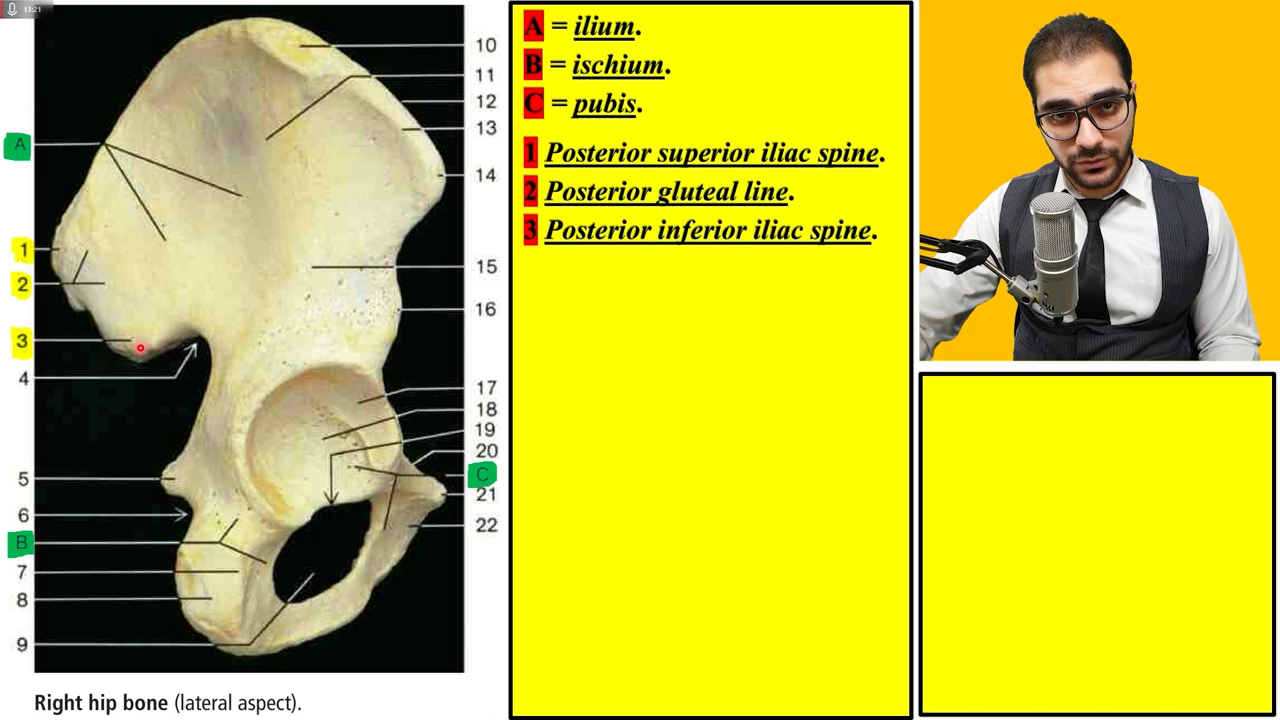 13:21
A
1
2
3
4
5
6
B
7
8
9
10
11
12
13
14
15
16
17
18
19
20
C
21
22
Right hip bone (lateral aspect).
A = ilium.
B = ischium.
C = pubis.
1 Posterior superior iliac spine.
2 Posterior gluteal line.
3 Posterior inferior iliac spine.